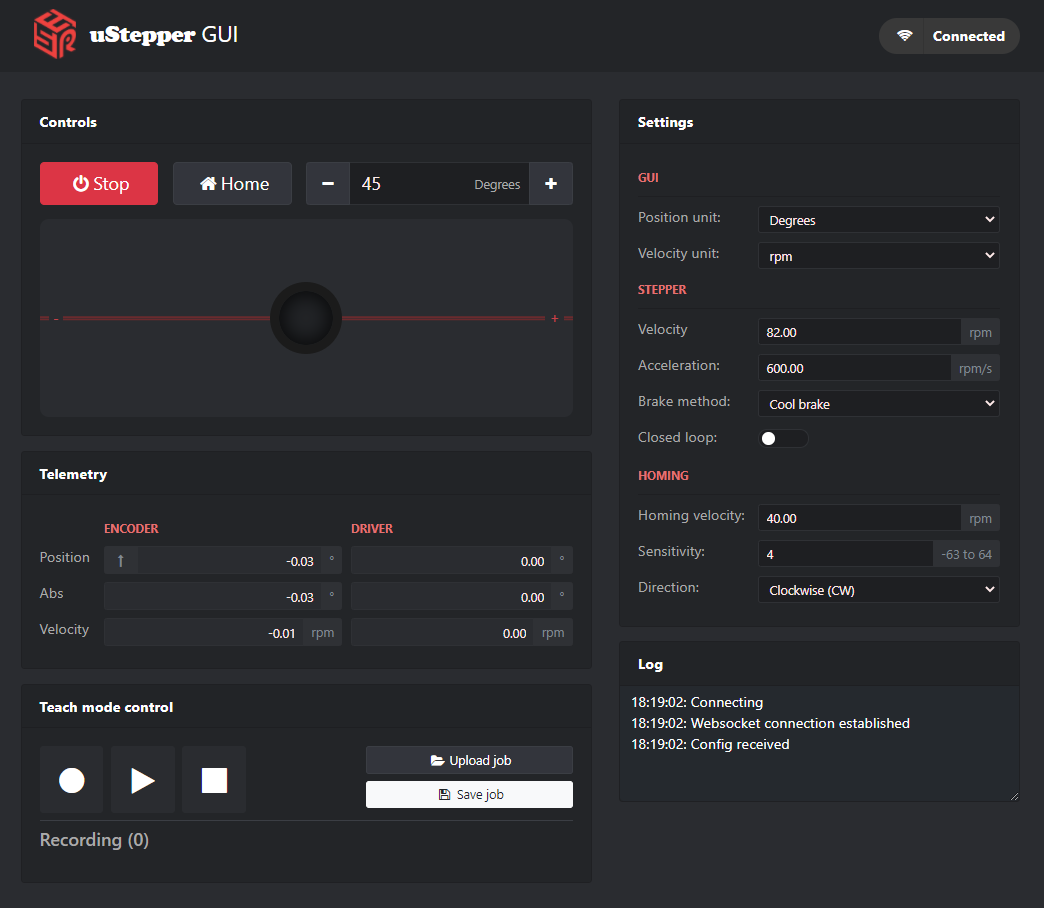 uStepper GUI
Connected
Controls
Stop
Home
− 45 Degrees +
- +
Telemetry
ENCODER DRIVER
Position ↑ -0.03 ° 0.00 °
Abs -0.03 ° 0.00 °
Velocity -0.01 rpm 0.00 rpm
Teach mode control
Upload job
Save job
Recording (0)
Settings
GUI
Position unit: Degrees
Velocity unit: rpm
STEPPER
Velocity 82.00 rpm
Acceleration: 600.00 rpm/s
Brake method: Cool brake
Closed loop:
HOMING
Homing velocity: 40.00 rpm
Sensitivity: 4 -63 to 64
Direction: Clockwise (CW)
Log
18:19:02: Connecting
18:19:02: Websocket connection established
18:19:02: Config received